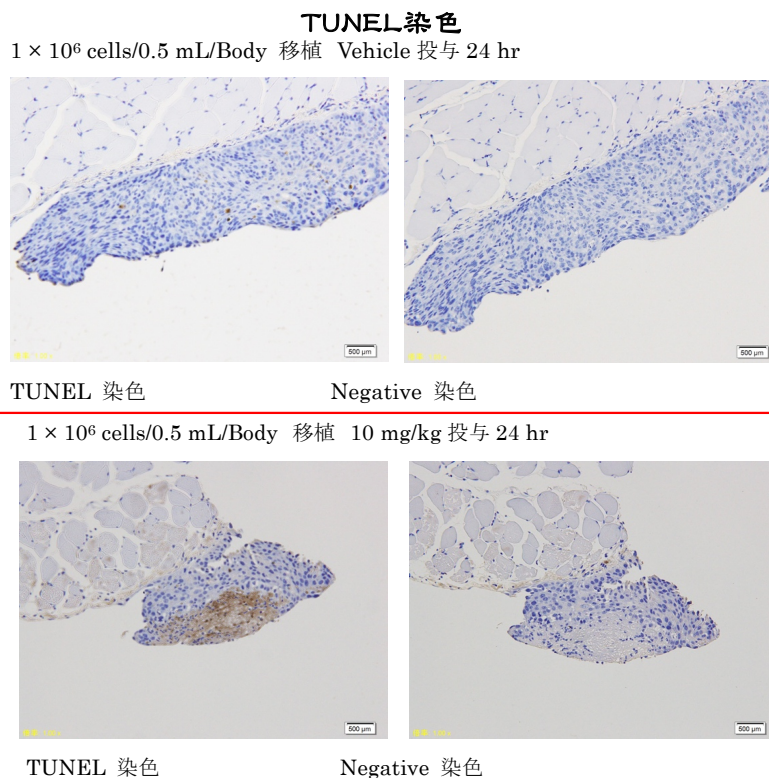 TUNEL染色
1 × 10⁶ cells/0.5 mL/Body 移植 Vehicle 投与 24 hr
500 µm
500 µm
TUNEL 染色
Negative 染色
1 × 10⁶ cells/0.5 mL/Body 移植 10 mg/kg 投与 24 hr
500 µm
500 µm
TUNEL 染色
Negative 染色